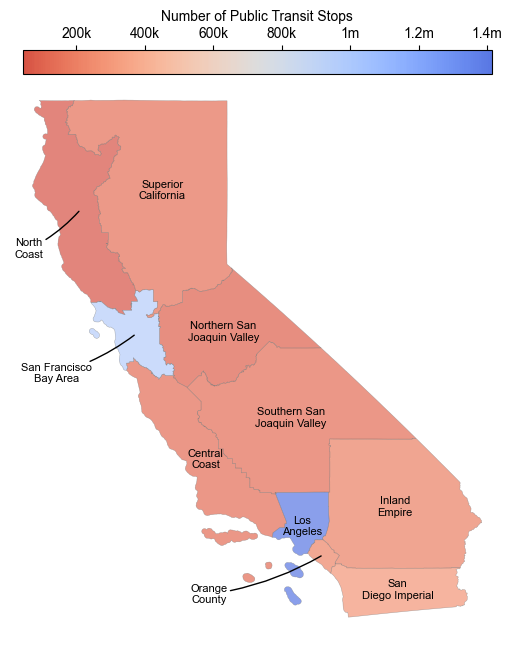 Number of Public Transit Stops
200k 400k 600k 800k 1m 1.2m 1.4m
Superior
California
North
Coast
Northern San
Joaquin Valley
San Francisco
Bay Area
Southern San
Joaquin Valley
Central
Coast
Inland
Empire
Los
Angeles
San
Diego Imperial
Orange
County